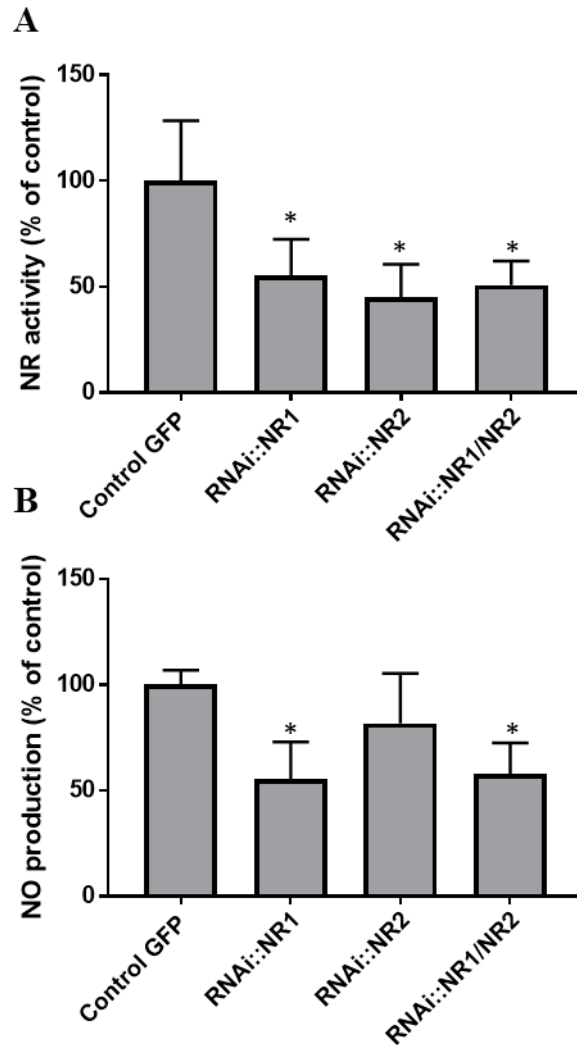 A
NR activity (% of control)
150
100
50
0
*
*
*
Control GFP
RNAi::NR1
RNAi::NR2
RNAi::NR1/NR2
B
NO production (% of control)
150
100
50
0
*
*
Control GFP
RNAi::NR1
RNAi::NR2
RNAi::NR1/NR2